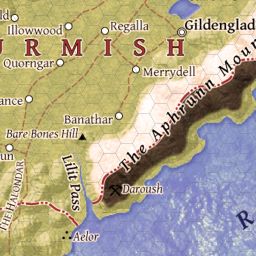 Illowwood
Regalla
Gildenglad
URMISH
Quorngar
Merrydell
ance
Banathar
Bare Bones Hill
un
The Aphrunn Moun
Lilit Pass
Daroush
THE HALONDAR
Aelor
R